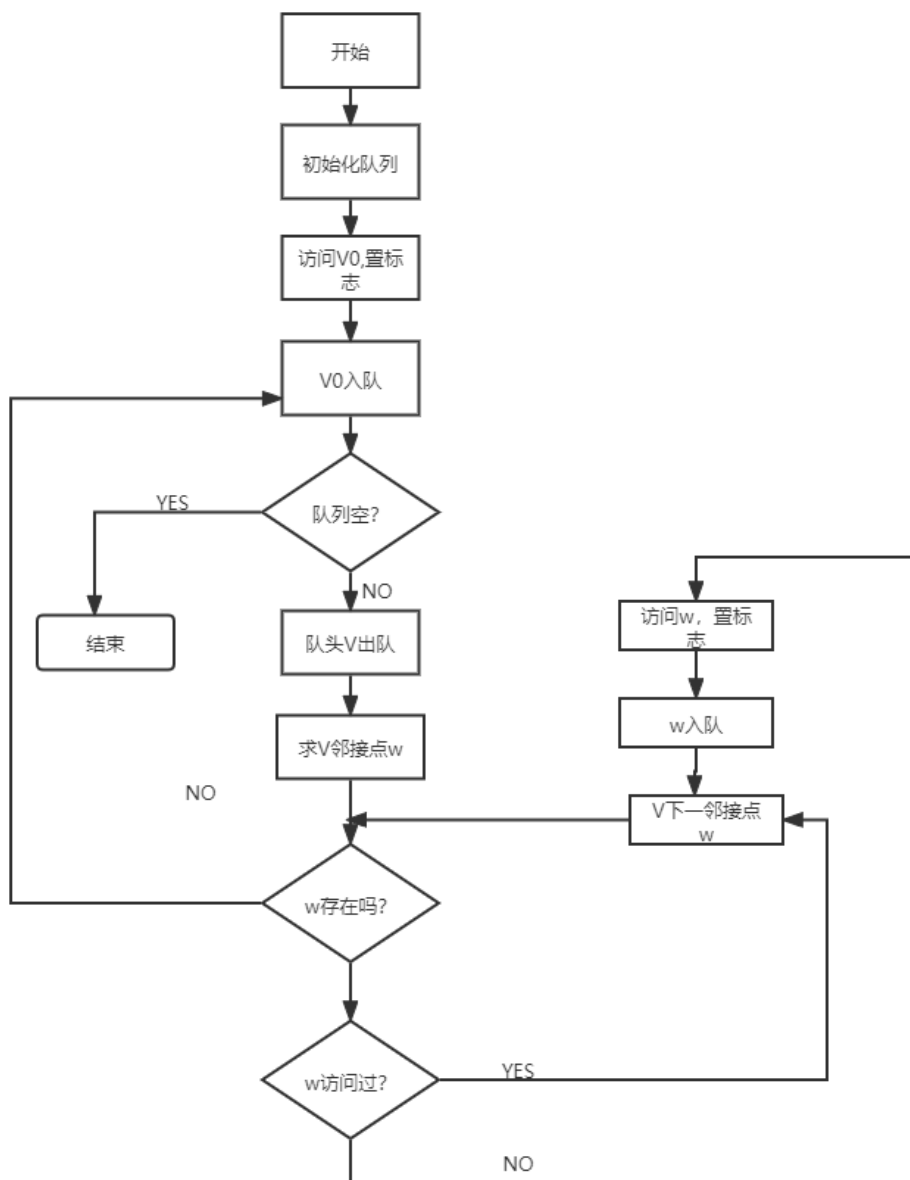 开始
初始化队列
访问V0,置标
志
V0入队
队列空?
YES
NO
结束
队头V出队
求V邻接点w
访问w，置标
志
w入队
V下一邻接点
w
NO
w存在吗?
w访问过?
YES
NO